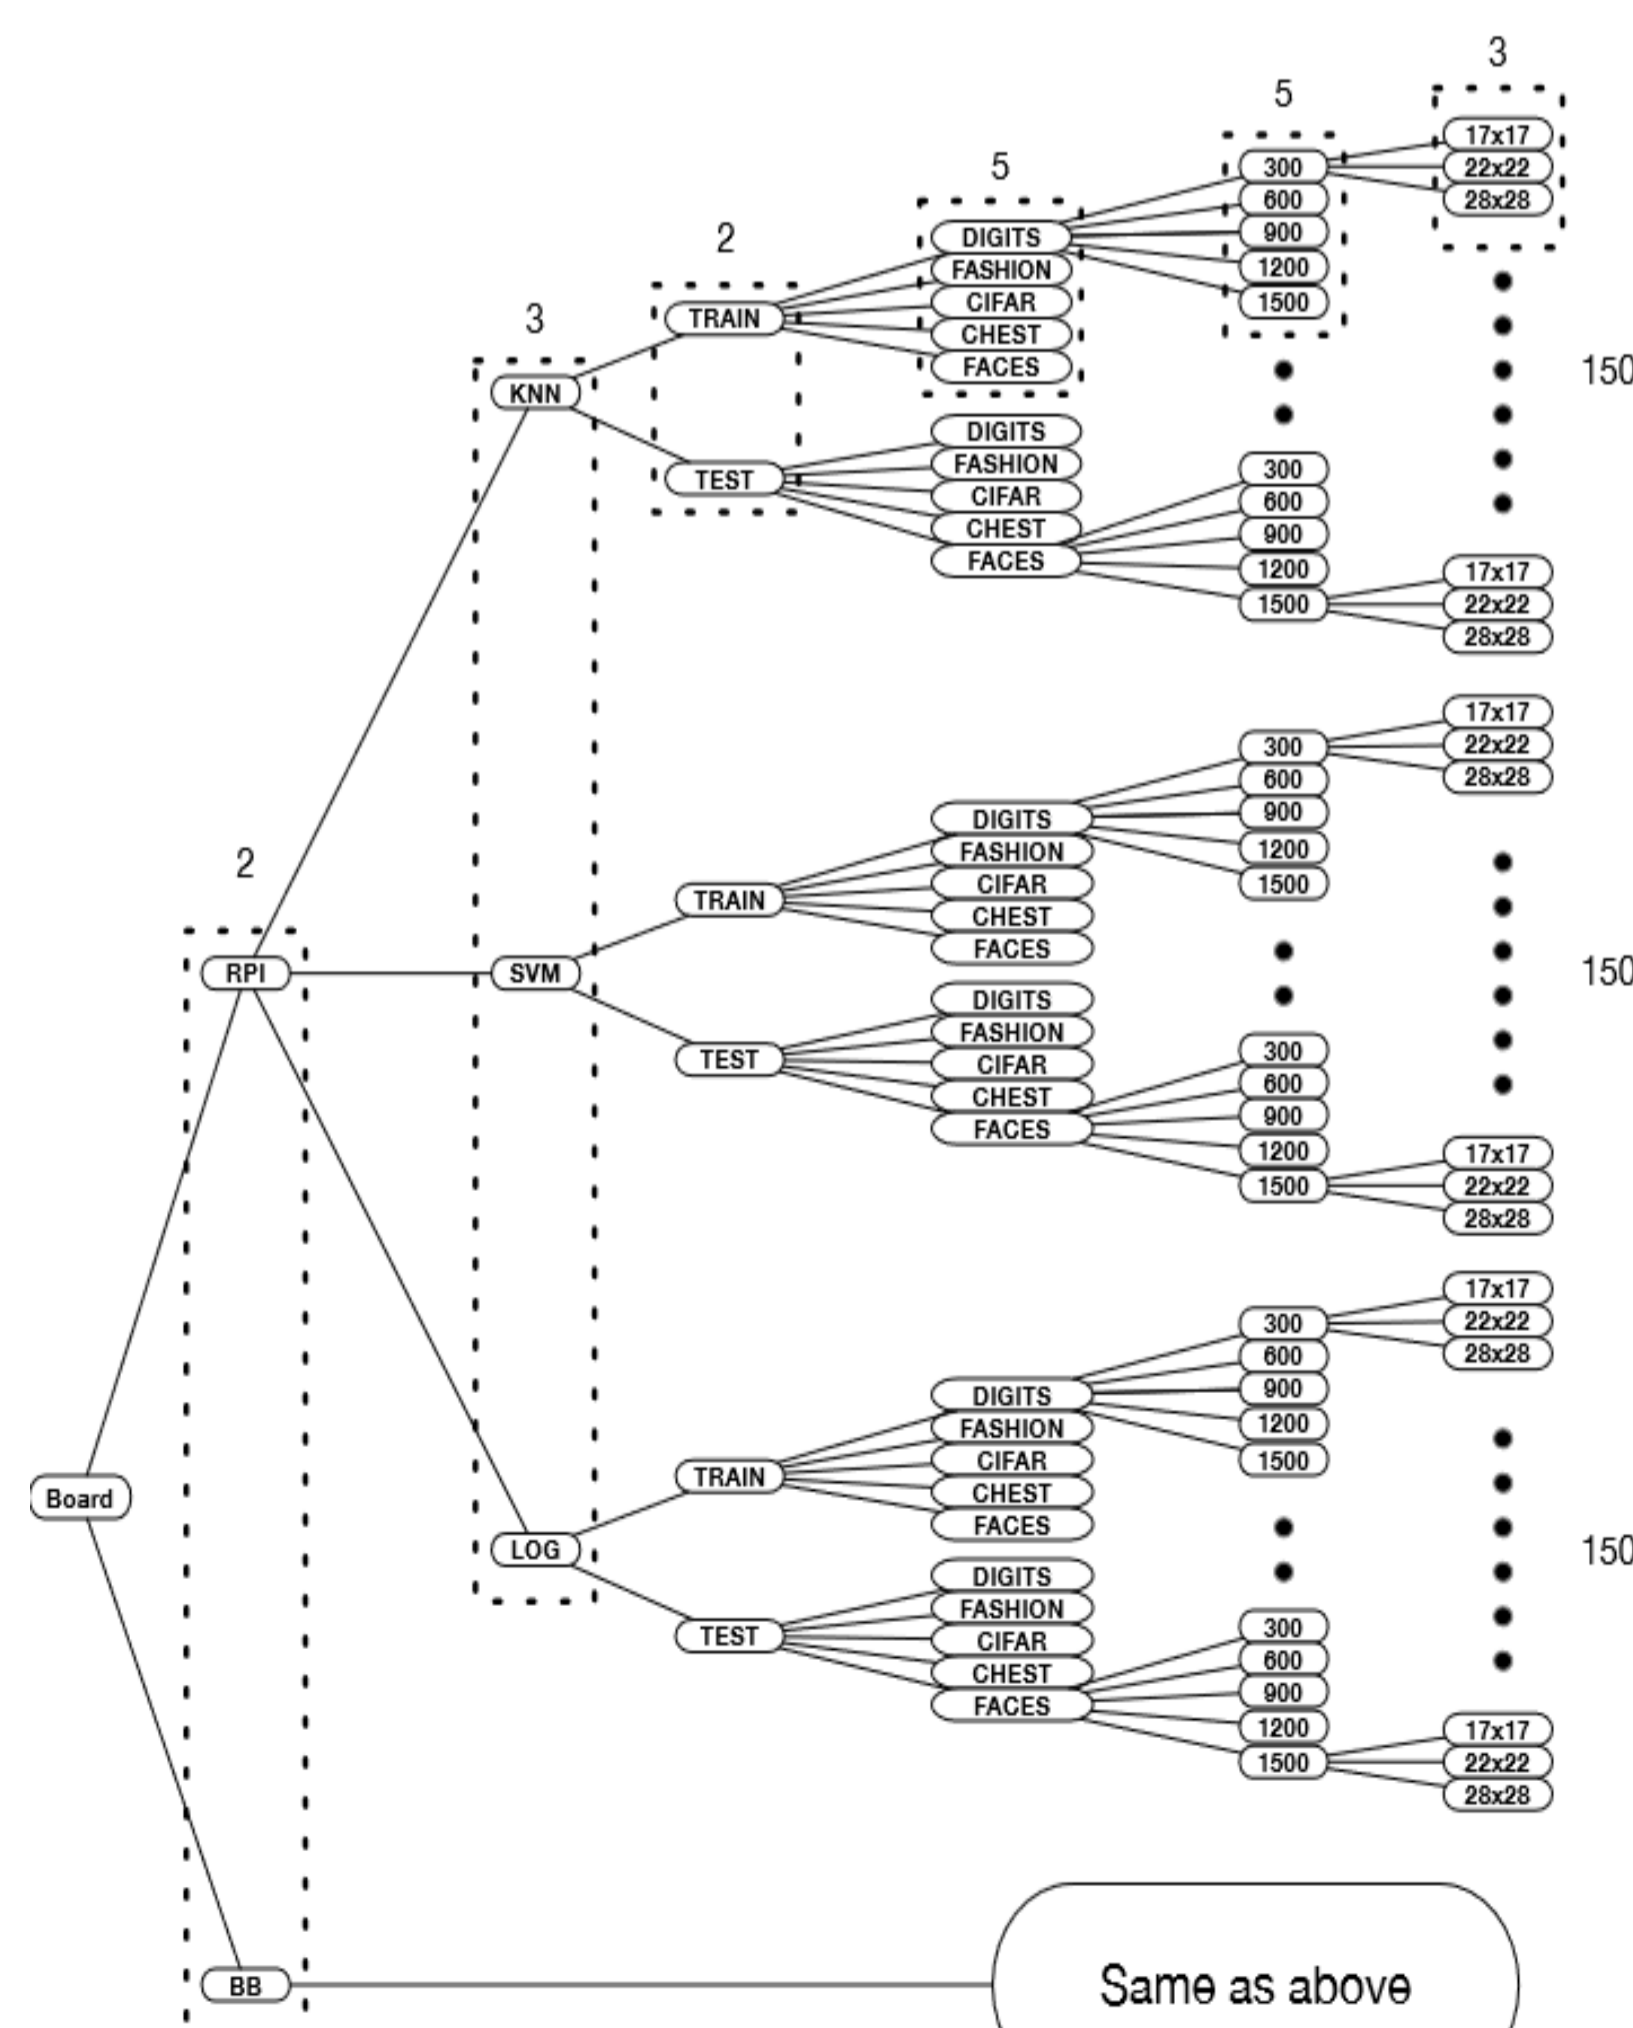 3
5
17x17
22x22
28x28
5
300
600
900
1200
1500
2
DIGITS
FASHION
CIFAR
CHEST
FACES
3
TRAIN
150
KNN
TEST
DIGITS
FASHION
CIFAR
CHEST
FACES
300
600
900
1200
1500
17x17
22x22
28x28
2
RPI
SVM
TRAIN
DIGITS
FASHION
CIFAR
CHEST
FACES
300
600
900
1200
1500
17x17
22x22
28x28
150
TEST
DIGITS
FASHION
CIFAR
CHEST
FACES
300
600
900
1200
1500
17x17
22x22
28x28
Board
LOG
TRAIN
DIGITS
FASHION
CIFAR
CHEST
FACES
300
600
900
1200
1500
17x17
22x22
28x28
150
TEST
DIGITS
FASHION
CIFAR
CHEST
FACES
300
600
900
1200
1500
17x17
22x22
28x28
BB
Same as above